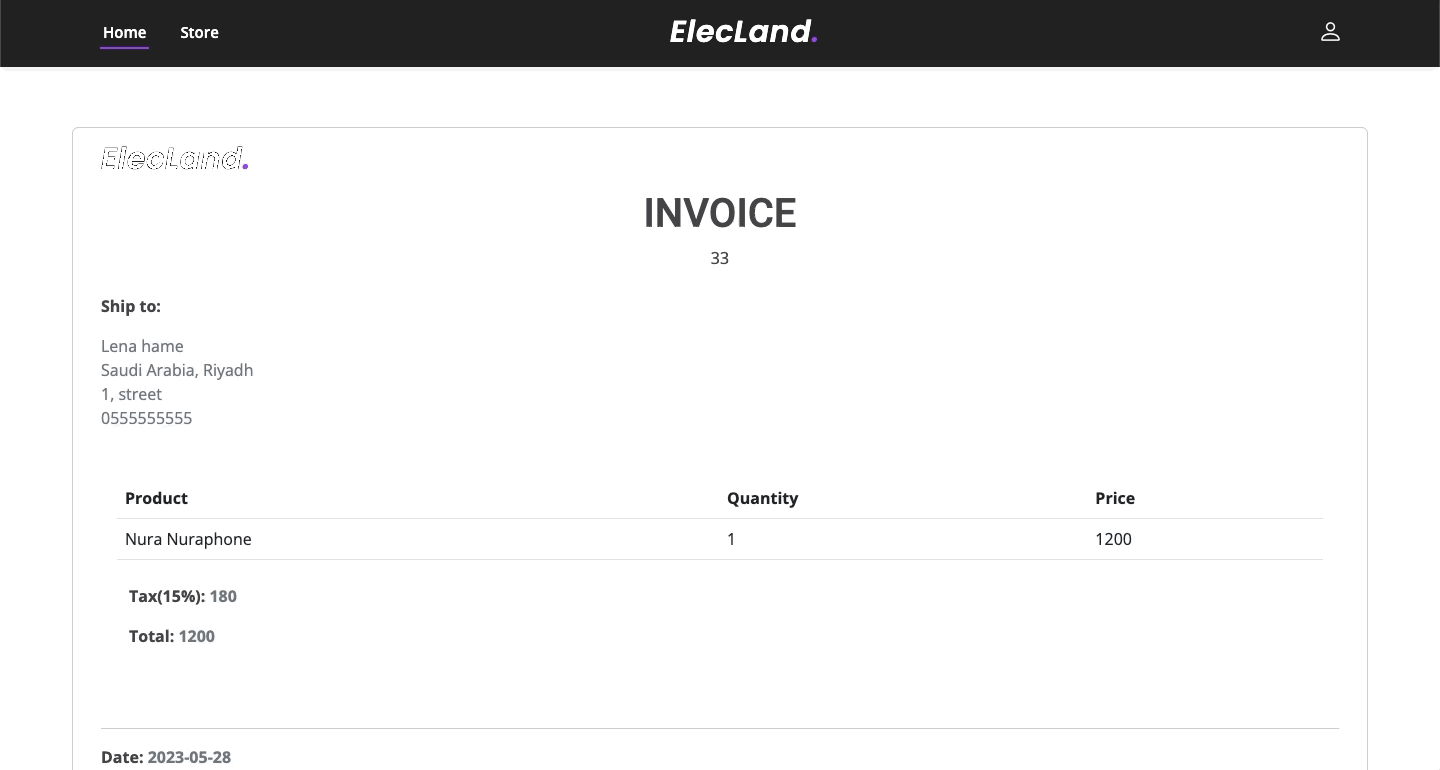 Home Store ElecLand.
ElecLand.
INVOICE
33
Ship to:
Lena hame
Saudi Arabia, Riyadh
1, street
0555555555
Product Quantity Price
Nura Nuraphone 1 1200
Tax(15%): 180
Total: 1200
Date: 2023-05-28